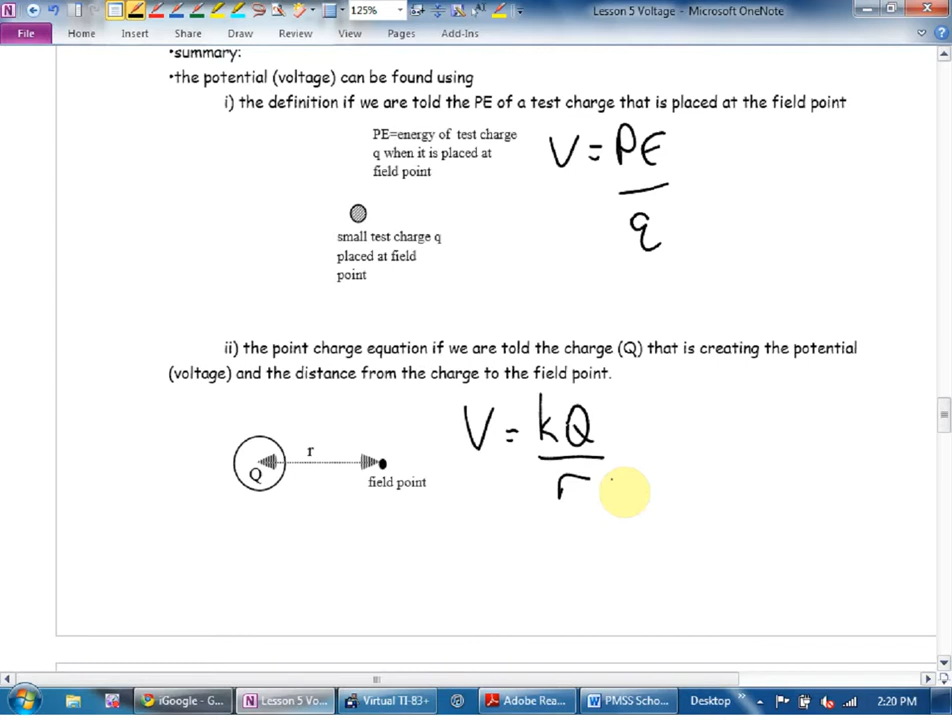 125%
Lesson 5 Voltage - Microsoft OneNote
File Home Insert Share Draw Review View Pages Add-Ins
•summary:
•the potential (voltage) can be found using
i) the definition if we are told the PE of a test charge that is placed at the field point
PE=energy of test charge
q when it is placed at
field point
V = PE
q
small test charge q
placed at field
point
ii) the point charge equation if we are told the charge (Q) that is creating the potential
(voltage) and the distance from the charge to the field point.
V = kQ
r
r
Q
field point
iGoogle - G... Lesson 5 Vo... Virtual TI-83+ Adobe Rea... PMSS Scho... Desktop » 2:20 PM